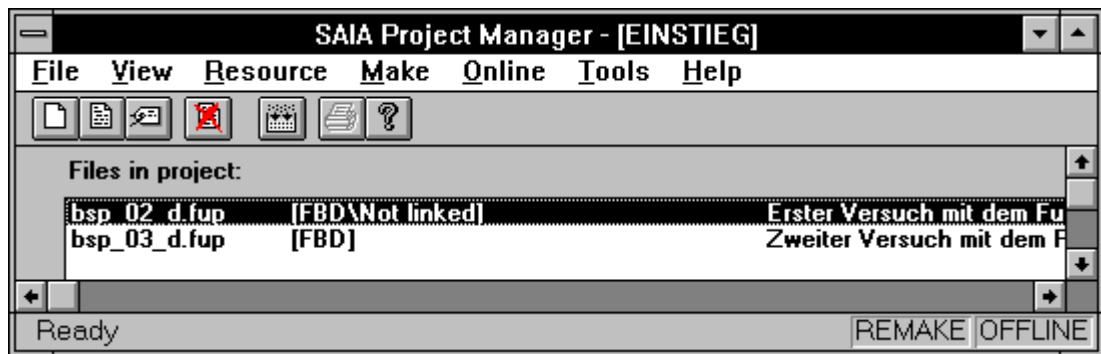 SAIA Project Manager - [EINSTIEG]
File View Resource Make Online Tools Help
Files in project:
bsp_02_d.fup [FBD\Not linked] Erster Versuch mit dem Fu
bsp_03_d.fup [FBD] Zweiter Versuch mit dem F
Ready REMAKE OFFLINE